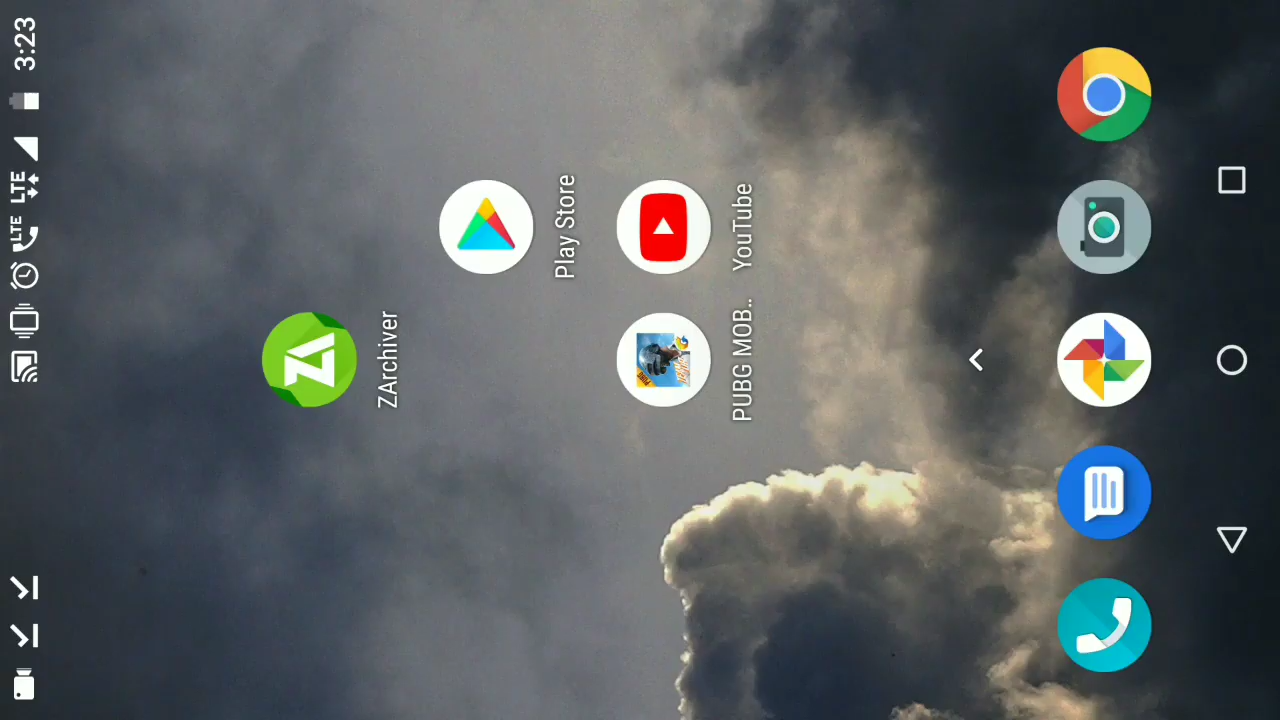 LTE LTE 3:23
ZArchiver
Play Store
PUBG MOB..
YouTube